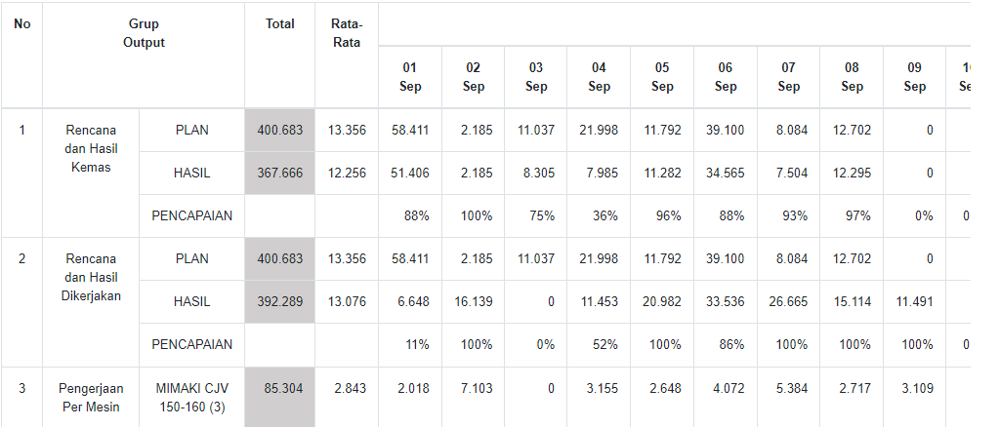 No Grup Output Total Rata-Rata
01 Sep 02 Sep 03 Sep 04 Sep 05 Sep 06 Sep 07 Sep 08 Sep 09 Sep
1 Rencana dan Hasil Kemas PLAN 400.683 13.356 58.411 2.185 11.037 21.998 11.792 39.100 8.084 12.702 0
HASIL 367.666 12.256 51.406 2.185 8.305 7.985 11.282 34.565 7.504 12.295 0
PENCAPAIAN 88% 100% 75% 36% 96% 88% 93% 97% 0% 0
2 Rencana dan Hasil Dikerjakan PLAN 400.683 13.356 58.411 2.185 11.037 21.998 11.792 39.100 8.084 12.702 0
HASIL 392.289 13.076 6.648 16.139 0 11.453 20.982 33.536 26.665 15.114 11.491
PENCAPAIAN 11% 100% 0% 52% 100% 86% 100% 100% 100% 0
3 Pengerjaan Per Mesin MIMAKI CJV 150-160 (3) 85.304 2.843 2.018 7.103 0 3.155 2.648 4.072 5.384 2.717 3.109